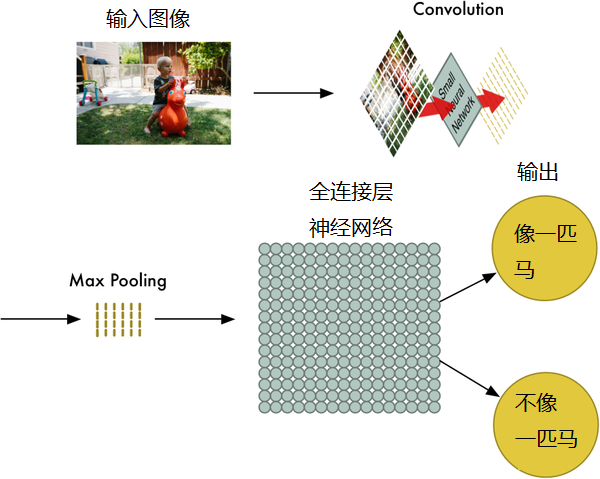 输入图像
Convolution
Small
Neural
Network
Max Pooling
全连接层
神经网络
输出
像一匹
马
不像
一匹马